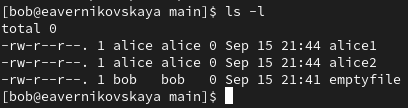 [bob@eavernikovskaya main]$ ls -l
total 0
-rw-r--r--. 1 alice alice 0 Sep 15 21:44 alice1
-rw-r--r--. 1 alice alice 0 Sep 15 21:44 alice2
-rw-r--r--. 1 bob   bob   0 Sep 15 21:41 emptyfile
[bob@eavernikovskaya main]$